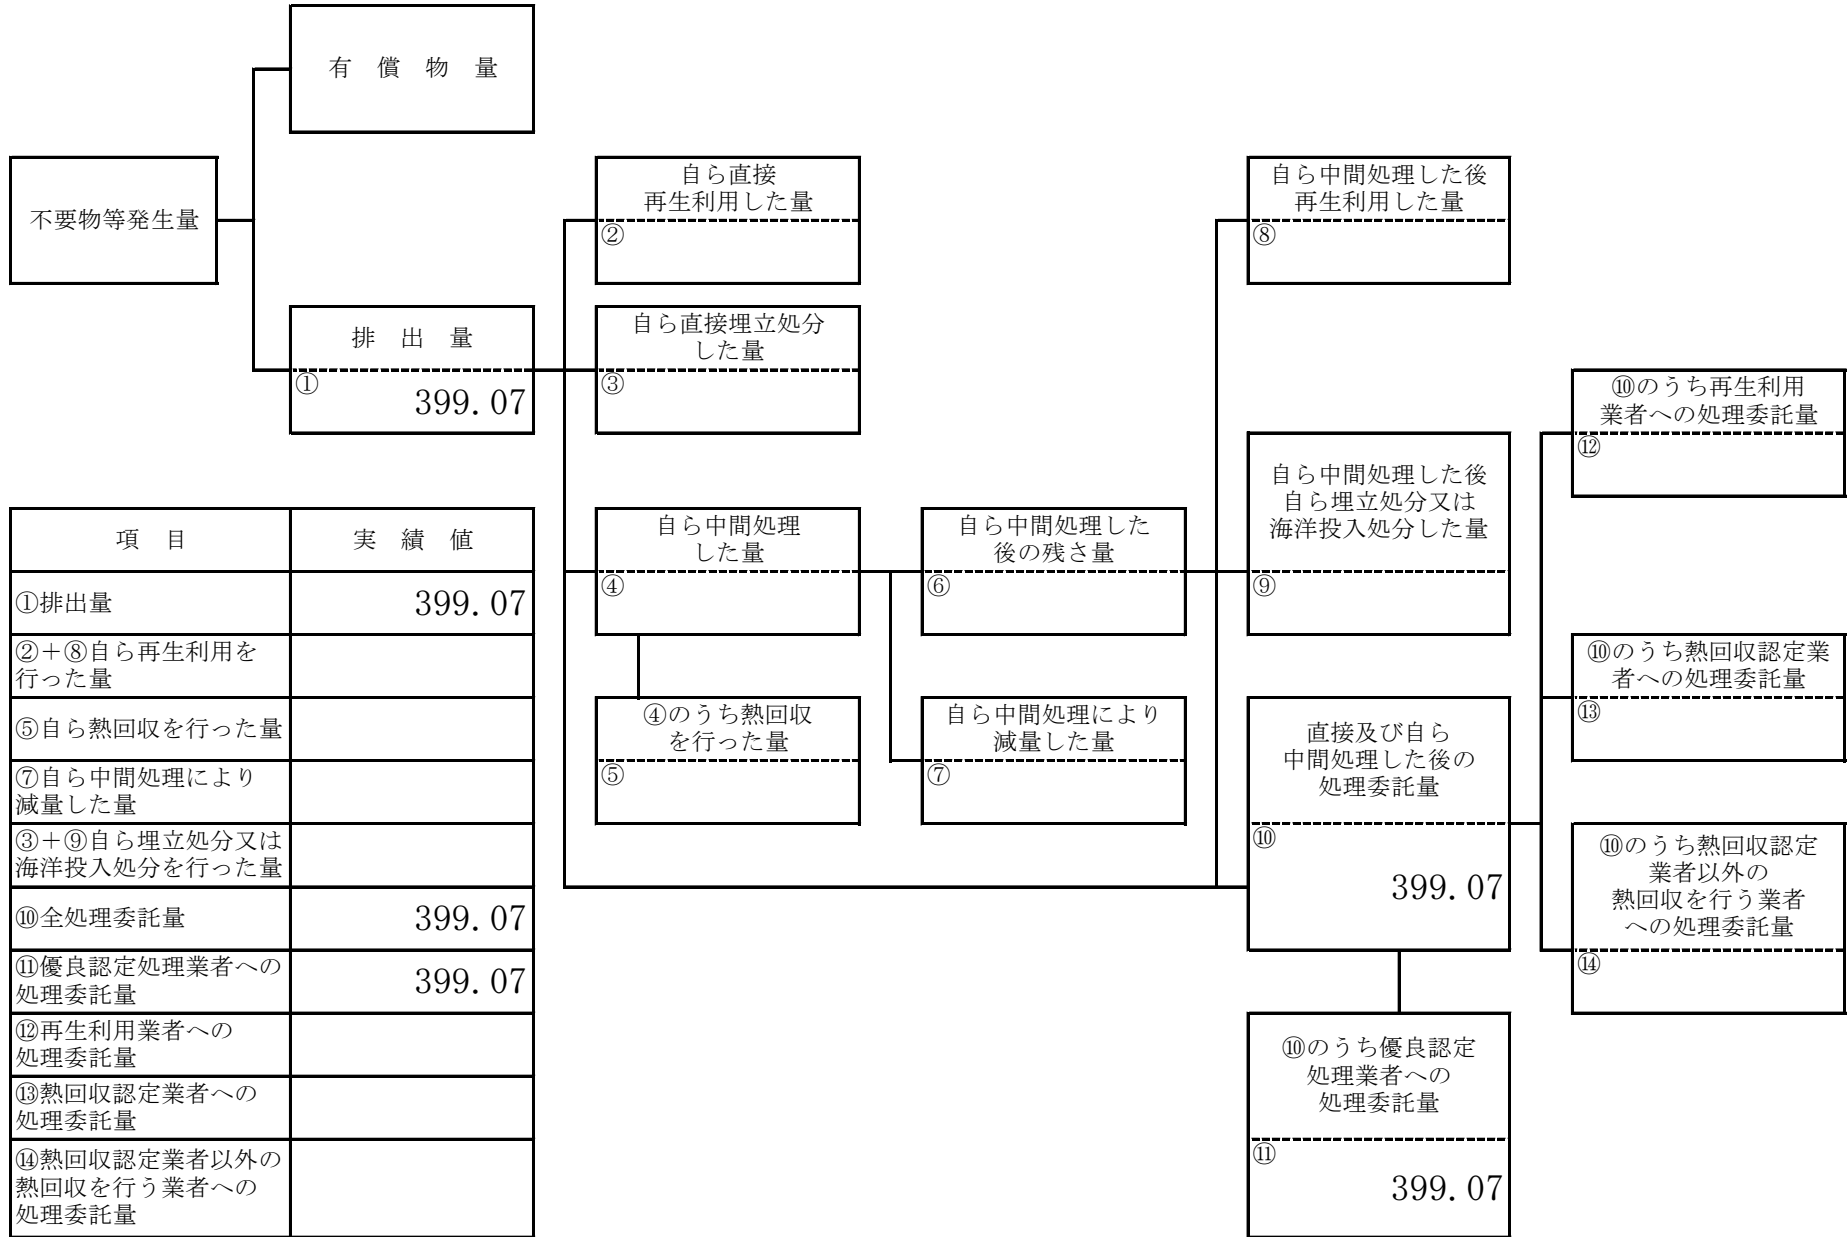 有 償 物 量
不要物等発生量
排 出 量
①
399.07
自ら直接
再生利用した量
②
自ら直接埋立処分
した量
③
自ら中間処理
した量
④
④のうち熱回収
を行った量
⑤
自ら中間処理した
後の残さ量
⑥
自ら中間処理により
減量した量
⑦
自ら中間処理した後
再生利用した量
⑧
自ら中間処理した後
自ら埋立処分又は
海洋投入処分した量
⑨
直接及び自ら
中間処理した後の
処理委託量
⑩
399.07
⑩のうち優良認定
処理業者への
処理委託量
⑪
399.07
⑩のうち再生利用
業者への処理委託量
⑫
⑩のうち熱回収認定業
者への処理委託量
⑬
⑩のうち熱回収認定
業者以外の
熱回収を行う業者
への処理委託量
⑭
項 目
実 績 値
①排出量
399.07
②＋⑧自ら再生利用を
行った量
⑤自ら熱回収を行った量
⑦自ら中間処理により
減量した量
③＋⑨自ら埋立処分又は
海洋投入処分を行った量
⑩全処理委託量
399.07
⑪優良認定処理業者への
処理委託量
399.07
⑫再生利用業者への
処理委託量
⑬熱回収認定業者への
処理委託量
⑭熱回収認定業者以外の
熱回収を行う業者への
処理委託量